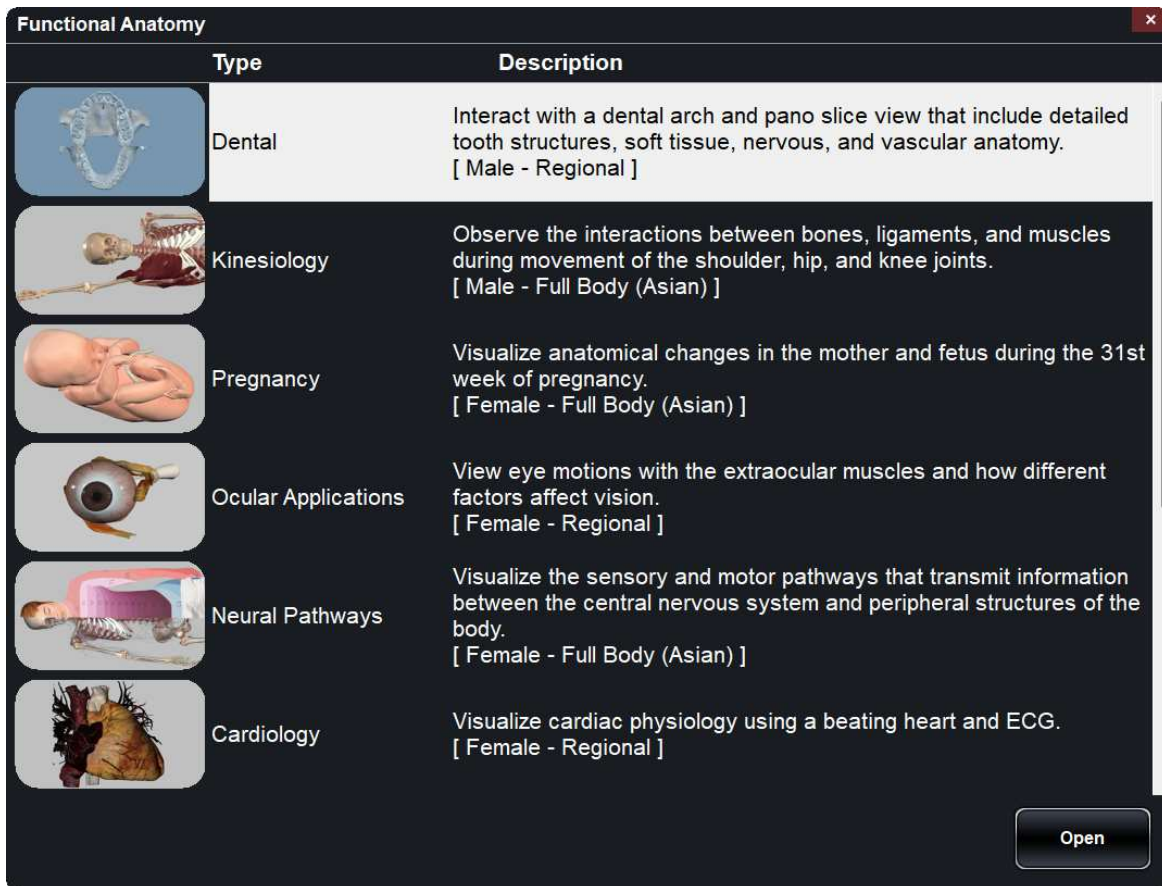 Functional Anatomy
×
Type Description
Dental
Interact with a dental arch and pano slice view that include detailed
tooth structures, soft tissue, nervous, and vascular anatomy.
[ Male - Regional ]
Kinesiology
Observe the interactions between bones, ligaments, and muscles
during movement of the shoulder, hip, and knee joints.
[ Male - Full Body (Asian) ]
Pregnancy
Visualize anatomical changes in the mother and fetus during the 31st
week of pregnancy.
[ Female - Full Body (Asian) ]
Ocular Applications
View eye motions with the extraocular muscles and how different
factors affect vision.
[ Female - Regional ]
Neural Pathways
Visualize the sensory and motor pathways that transmit information
between the central nervous system and peripheral structures of the
body.
[ Female - Full Body (Asian) ]
Cardiology
Visualize cardiac physiology using a beating heart and ECG.
[ Female - Regional ]
Open